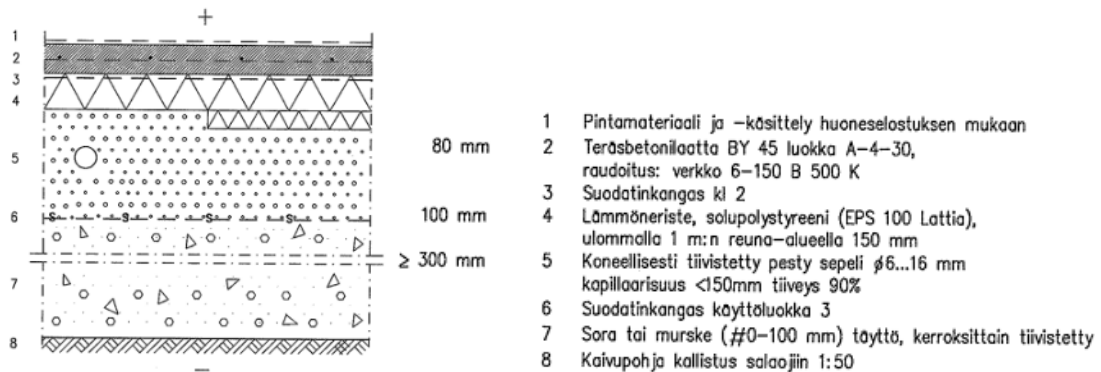 +
1
2
3
4
5
6
7
8
S S S S
–
80 mm
100 mm
≥ 300 mm
1 Pintamateriaali ja –käsittely huoneselostuksen mukaan
2 Teräsbetonilaatta BY 45 luokka A–4–30,
raudoitus: verkko 6–150 B 500 K
3 Suodatinkangas kl 2
4 Lämmöneriste, solupolystyreeni (EPS 100 Lattia),
ulommalla 1 m:n reuna–alueella 150 mm
5 Koneellisesti tiivistetty pesty sepeli ø6...16 mm
kapillaarisuus <150mm tiiveys 90%
6 Suodatinkangas käyttöluokka 3
7 Sora tai murske (#0–100 mm) täyttö, kerroksittain tiivistetty
8 Kaivupohja kallistus salaojiin 1:50